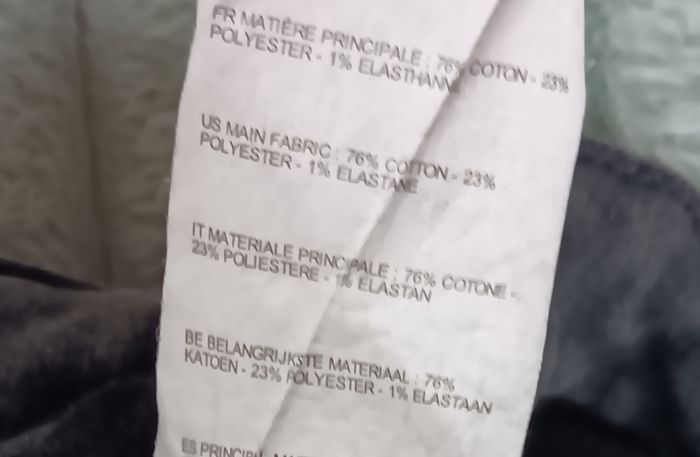 FR MATIÈRE PRINCIPALE : 76% COTON - 23%
POLYESTER - 1% ELASTHANNE
US MAIN FABRIC : 76% COTTON - 23%
POLYESTER - 1% ELASTANE
IT MATERIALE PRINCIPALE : 76% COTONE -
23% POLIESTERE - 1% ELASTAN
BE BELANGRIJKSTE MATERIAAL : 76%
KATOEN - 23% POLYESTER - 1% ELASTAAN
ES